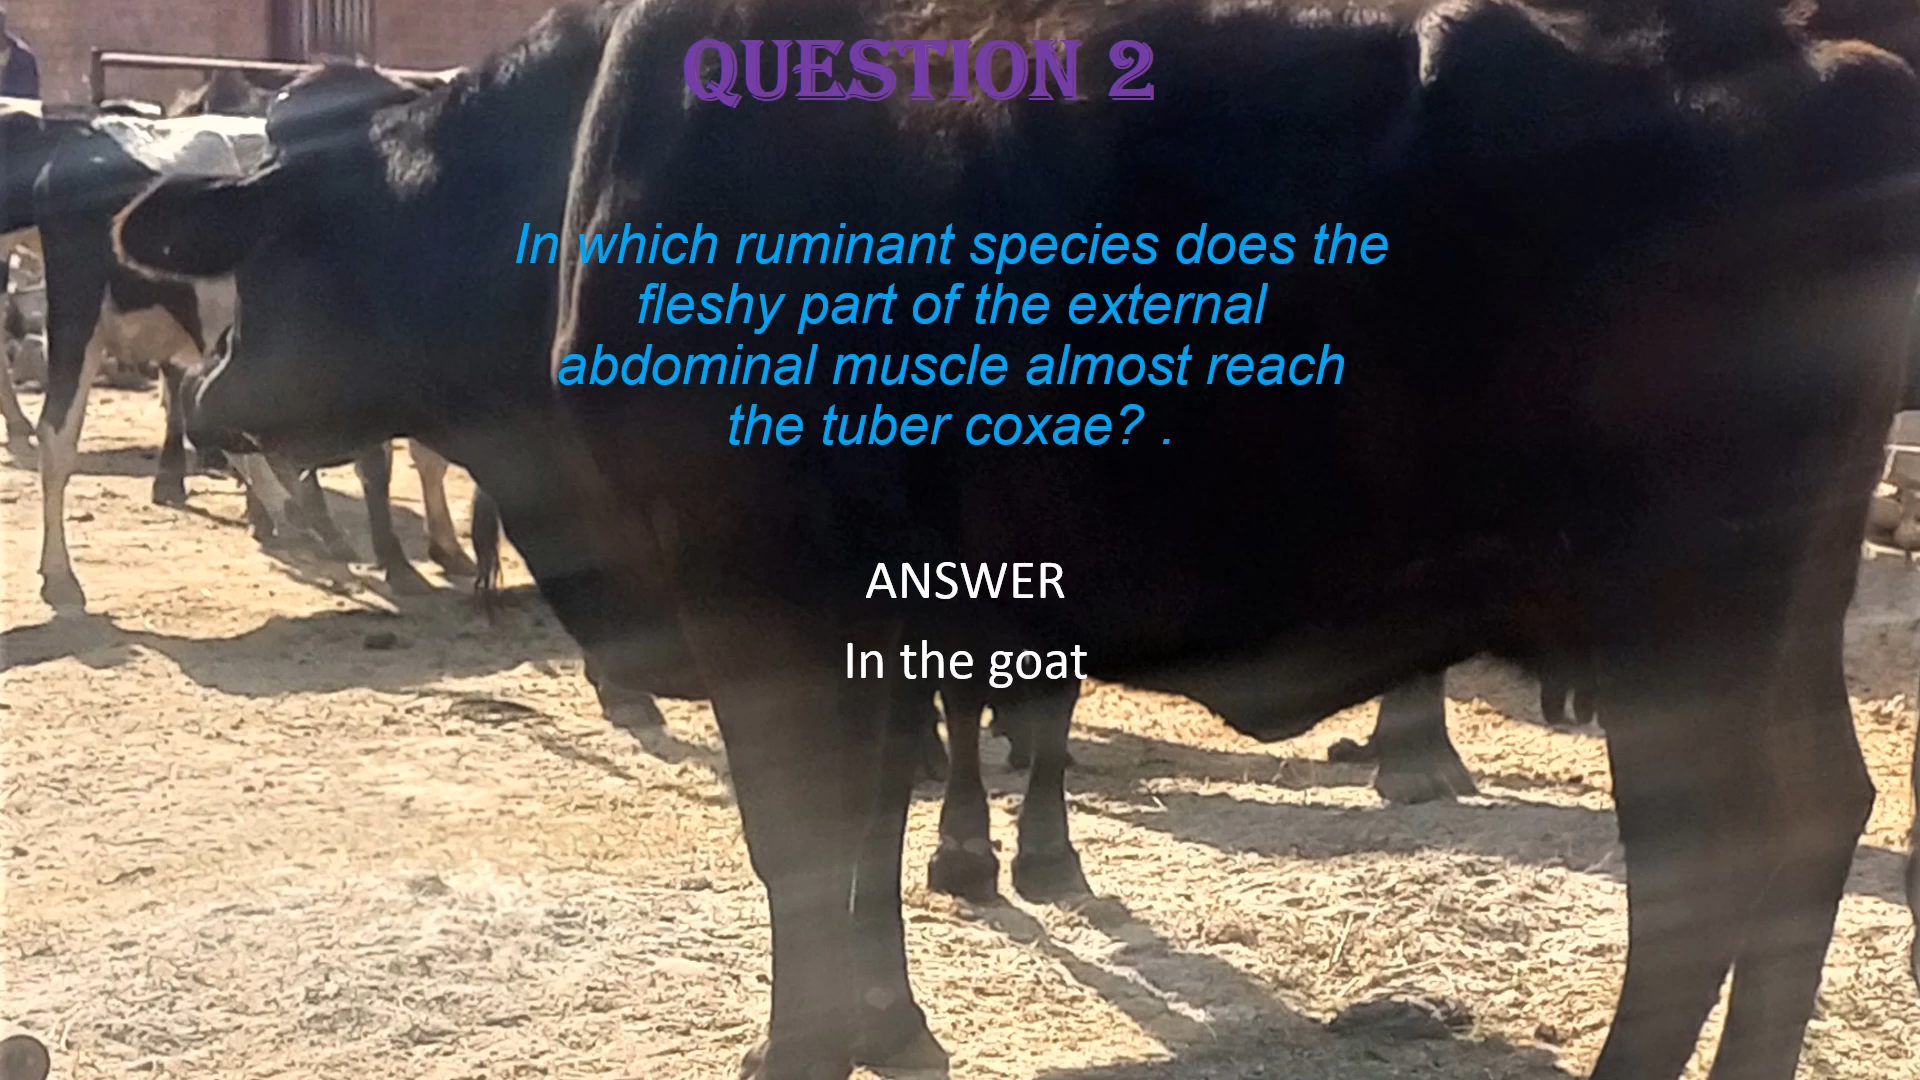 QUESTION 2
In which ruminant species does the
fleshy part of the external
abdominal muscle almost reach
the tuber coxae? .
ANSWER
In the goat